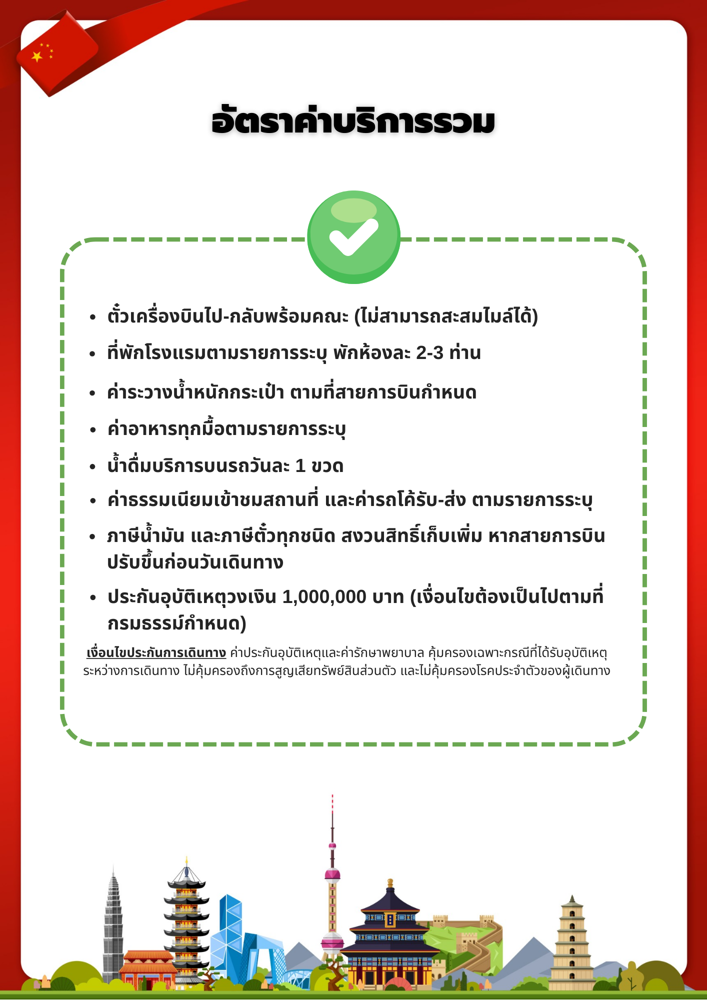 อัตราค่าบริการรวม
• ตั๋วเครื่องบินไป-กลับพร้อมคณะ (ไม่สามารถสะสมไมล์ได้)
• ที่พักโรงแรมตามรายการระบุ พักห้องละ 2-3 ท่าน
• ค่าระวางน้ำหนักกระเป๋า ตามที่สายการบินกำหนด
• ค่าอาหารทุกมื้อตามรายการระบุ
• น้ำดื่มบริการบนรถวันละ 1 ขวด
• ค่าธรรมเนียมเข้าชมสถานที่ และค่ารถโค้รับ-ส่ง ตามรายการระบุ
• ภาษีน้ำมัน และภาษีตั๋วทุกชนิด สงวนสิทธิ์เก็บเพิ่ม หากสายการบิน
ปรับขึ้นก่อนวันเดินทาง
• ประกันอุบัติเหตุวงเงิน 1,000,000 บาท (เงื่อนไขต้องเป็นไปตามที่
กรมธรรม์กำหนด)
เงื่อนไขประกันการเดินทาง ค่าประกันอุบัติเหตุและค่ารักษาพยาบาล คุ้มครองเฉพาะกรณีที่ได้รับอุบัติเหตุ
ระหว่างการเดินทาง ไม่คุ้มครองถึงการสูญเสียทรัพย์สินส่วนตัว และไม่คุ้มครองโรคประจำตัวของผู้เดินทาง